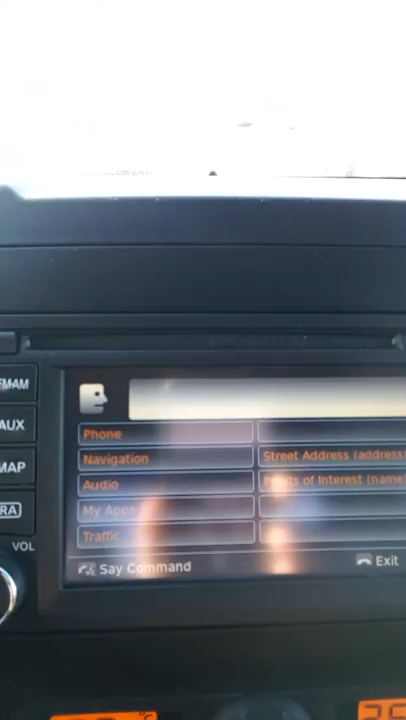 FM·AM
AUX
MAP
RA
VOL
Phone
Navigation
Street Address (address)
Audio
Points of Interest (name)
My Apps
Traffic
Say Command
Exit
°C